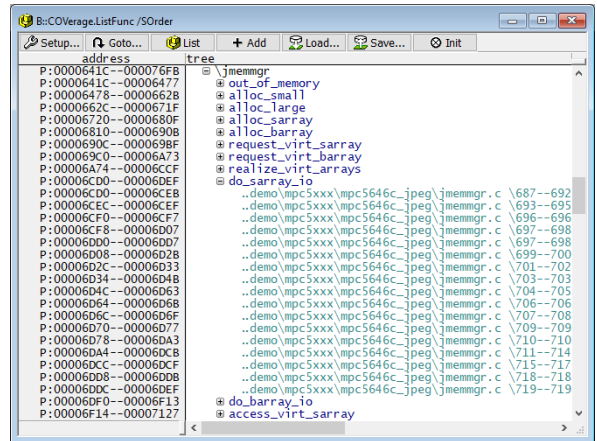 B::COVerage.ListFunc /SOrder
Setup... Goto... List + Add Load... Save... Init
address tree
P:0000641C--000076FB \jmemmgr
P:0000641C--00006477 out_of_memory
P:00006478--0000662B alloc_small
P:0000662C--0000671F alloc_large
P:00006720--0000680F alloc_sarray
P:00006810--0000690B alloc_barray
P:0000690C--000069BF request_virt_sarray
P:000069C0--00006A73 request_virt_barray
P:00006A74--00006CCF realize_virt_arrays
P:00006CD0--00006DEF do_sarray_io
P:00006CD0--00006CEB ..demo\mpc5xxx\mpc5646c_jpeg\jmemmgr.c \687--692
P:00006CEC--00006CEF ..demo\mpc5xxx\mpc5646c_jpeg\jmemmgr.c \693--695
P:00006CF0--00006CF7 ..demo\mpc5xxx\mpc5646c_jpeg\jmemmgr.c \696--696
P:00006CF8--00006D07 ..demo\mpc5xxx\mpc5646c_jpeg\jmemmgr.c \697--698
P:00006DD0--00006DD7 ..demo\mpc5xxx\mpc5646c_jpeg\jmemmgr.c \697--698
P:00006D08--00006D2B ..demo\mpc5xxx\mpc5646c_jpeg\jmemmgr.c \699--700
P:00006D2C--00006D33 ..demo\mpc5xxx\mpc5646c_jpeg\jmemmgr.c \701--702
P:00006D34--00006D4B ..demo\mpc5xxx\mpc5646c_jpeg\jmemmgr.c \703--703
P:00006D4C--00006D63 ..demo\mpc5xxx\mpc5646c_jpeg\jmemmgr.c \704--705
P:00006D64--00006D6B ..demo\mpc5xxx\mpc5646c_jpeg\jmemmgr.c \706--706
P:00006D6C--00006D6F ..demo\mpc5xxx\mpc5646c_jpeg\jmemmgr.c \707--708
P:00006D70--00006D77 ..demo\mpc5xxx\mpc5646c_jpeg\jmemmgr.c \709--709
P:00006D78--00006DA3 ..demo\mpc5xxx\mpc5646c_jpeg\jmemmgr.c \710--710
P:00006DA4--00006DCB ..demo\mpc5xxx\mpc5646c_jpeg\jmemmgr.c \711--714
P:00006DCC--00006DCF ..demo\mpc5xxx\mpc5646c_jpeg\jmemmgr.c \715--717
P:00006DD8--00006DDB ..demo\mpc5xxx\mpc5646c_jpeg\jmemmgr.c \718--718
P:00006DDC--00006DEF ..demo\mpc5xxx\mpc5646c_jpeg\jmemmgr.c \719--719
P:00006DF0--00006F13 do_barray_io
P:00006F14--00007127 access_virt_sarray